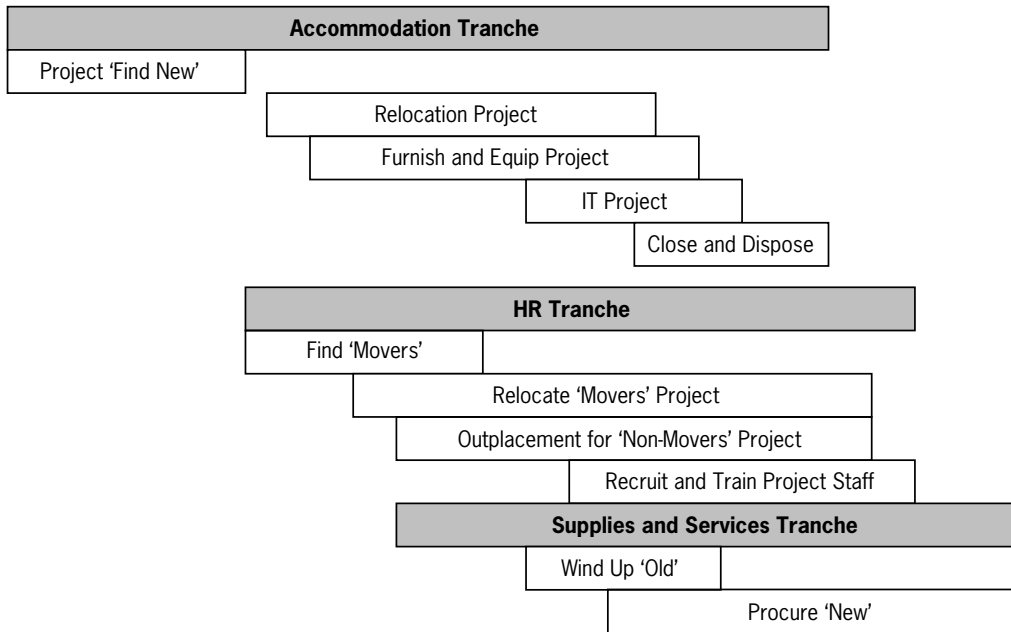 Accommodation Tranche
Project ‘Find New’
Relocation Project
Furnish and Equip Project
IT Project
Close and Dispose
HR Tranche
Find ‘Movers’
Relocate ‘Movers’ Project
Outplacement for ‘Non-Movers’ Project
Recruit and Train Project Staff
Supplies and Services Tranche
Wind Up ‘Old’
Procure ‘New’